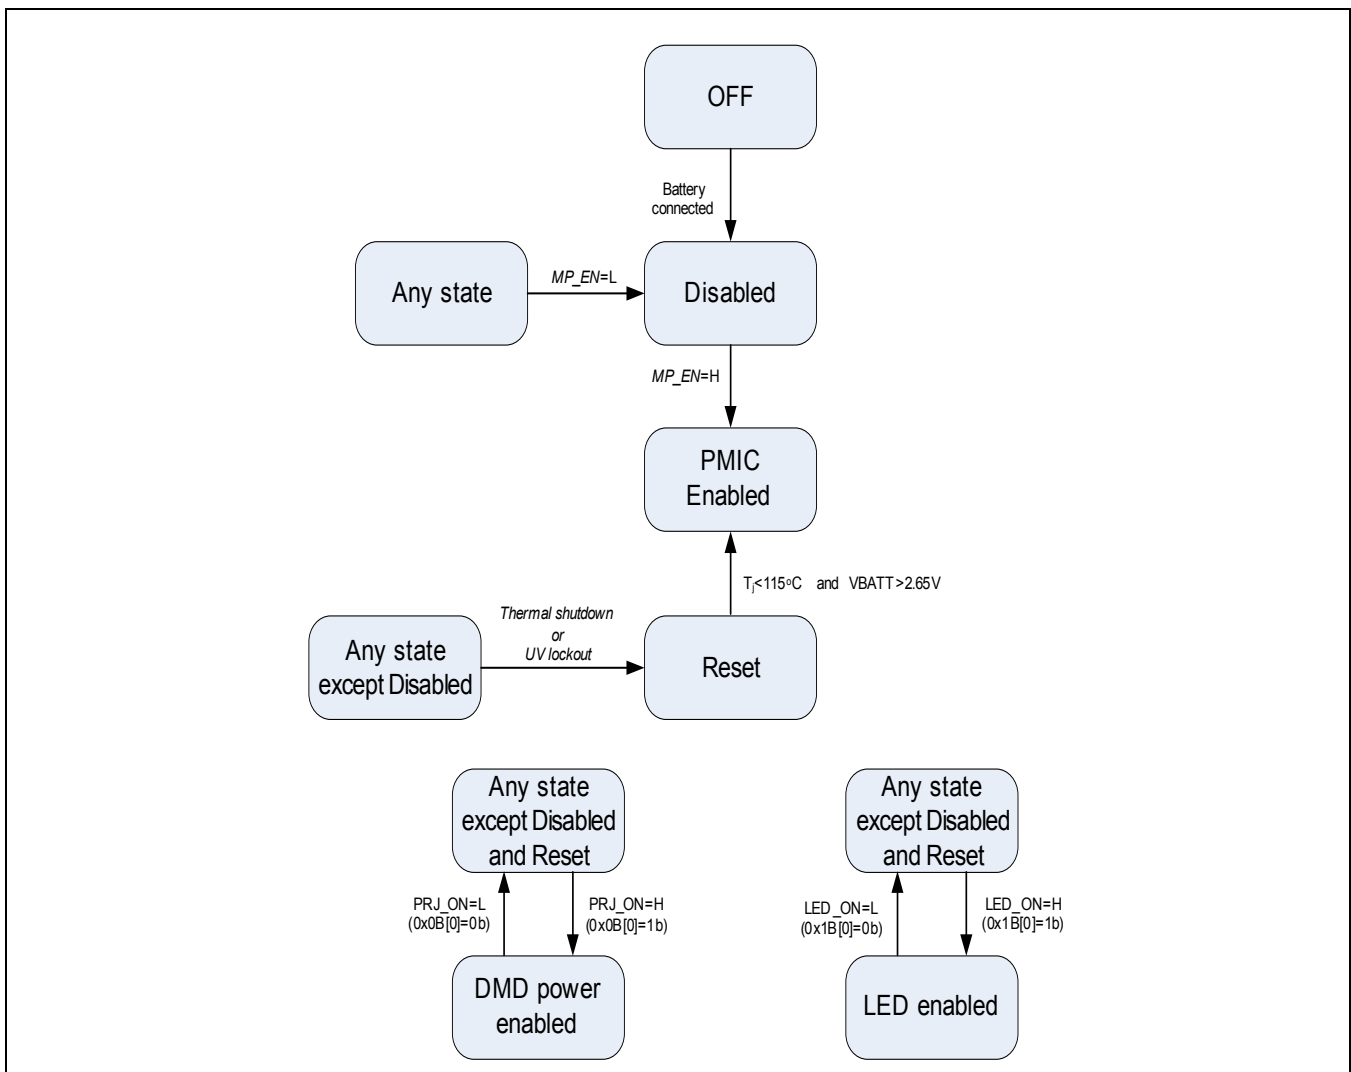 OFF
Battery
connected
Any state
MP_EN=L
Disabled
MP_EN=H
PMIC
Enabled
Tj<115oC and VBATT>2.65V
Thermal shutdown
or
UV lockout
Any state
except Disabled
Reset
Any state
except Disabled
and Reset
PRJ_ON=L
(0x0B[0]=0b)
PRJ_ON=H
(0x0B[0]=1b)
DMD power
enabled
Any state
except Disabled
and Reset
LED_ON=L
(0x1B[0]=0b)
LED_ON=H
(0x1B[0]=1b)
LED enabled